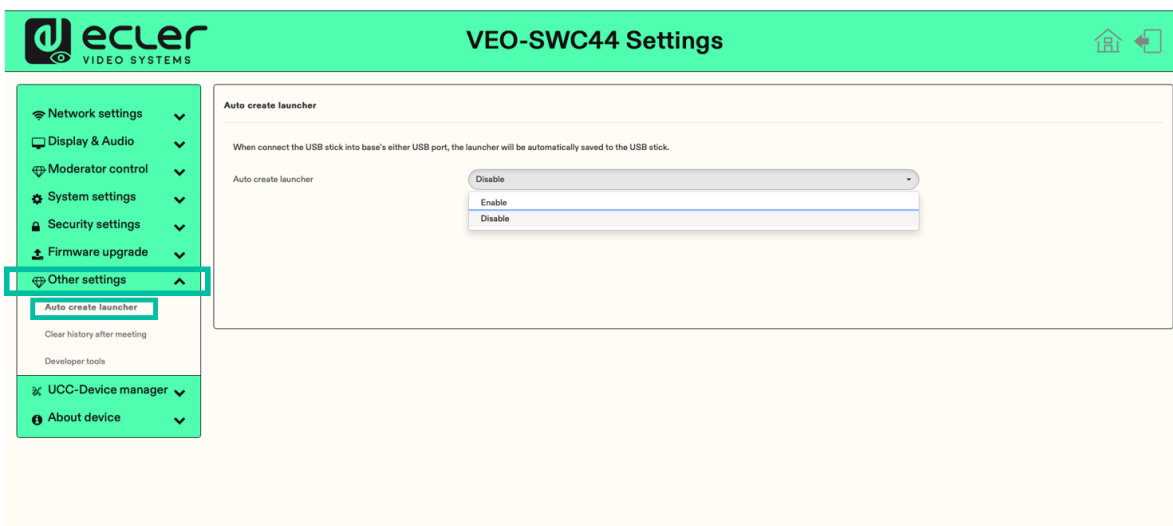 ecler
VIDEO SYSTEMS
VEO-SWC44 Settings
Network settings
Display & Audio
Moderator control
System settings
Security settings
Firmware upgrade
Other settings
Auto create launcher
Clear history after meeting
Developer tools
UCC-Device manager
About device
Auto create launcher
When connect the USB stick into base's either USB port, the launcher will be automatically saved to the USB stick.
Auto create launcher
Disable
Enable
Disable